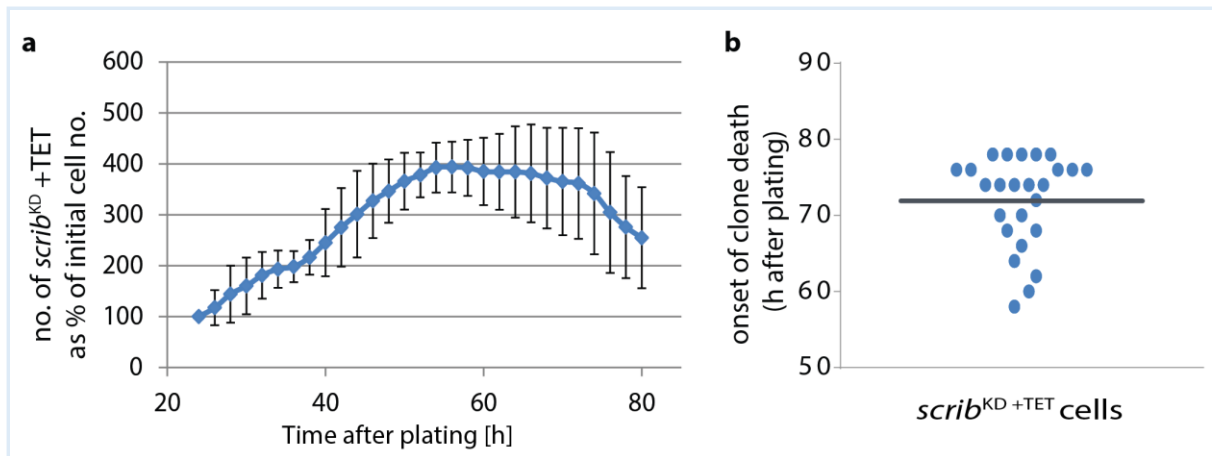 a
no. of scribKD +TET
as % of initial cell no.
600
500
400
300
200
100
0
20
40
60
80
Time after plating [h]
b
onset of clone death
(h after plating)
90
80
70
60
50
scribKD +TET cells